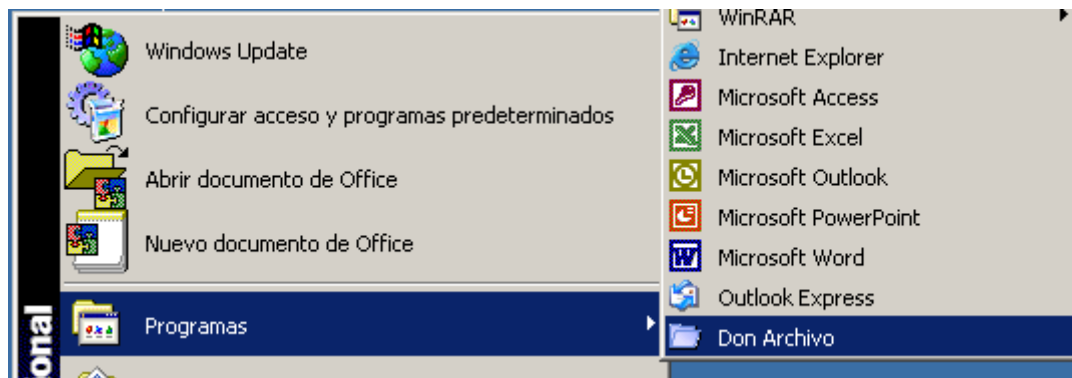 Windows Update
Configurar acceso y programas predeterminados
Abrir documento de Office
Nuevo documento de Office
Programas
onal
WinRAR
Internet Explorer
Microsoft Access
Microsoft Excel
Microsoft Outlook
Microsoft PowerPoint
Microsoft Word
Outlook Express
Don Archivo